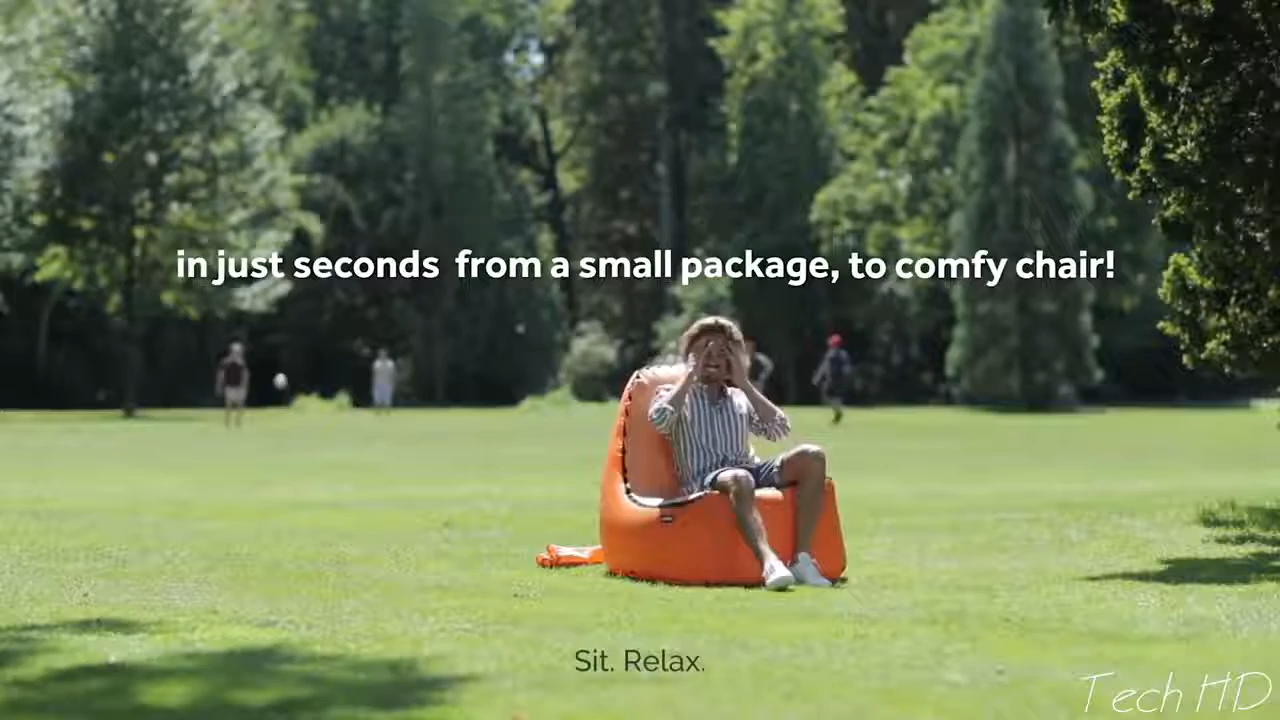 in just seconds from a small package, to comfy chair!
Sit. Relax.
Tech HD